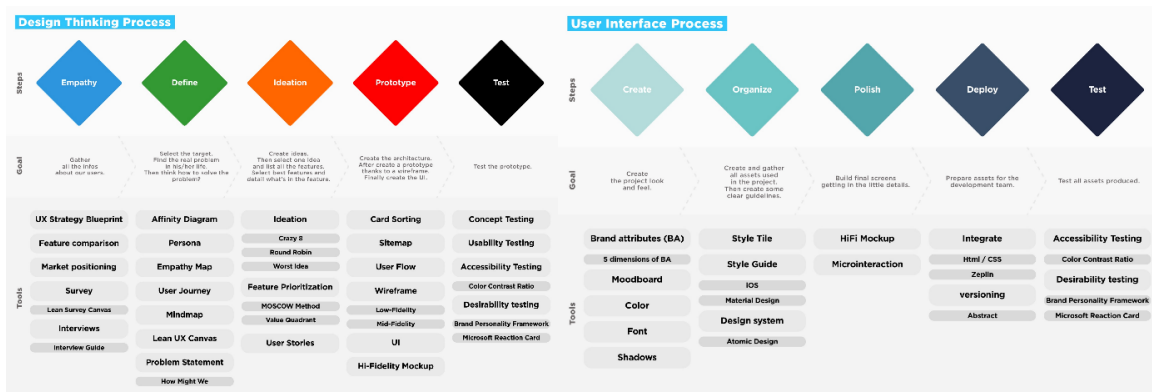 Design Thinking Process
Steps
Empathy
Define
Ideation
Prototype
Test
Goal
Gather
all the infos
about our users.
Select the target.
Find the real problem
in his/her life.
Then think how to solve the
problem?
Create ideas.
Then select one idea
and list all the features.
Select best features and
detail what's in the feature.
Create the architecture.
After create a prototype
thanks to a wireframe.
Finally create the UI.
Test the prototype.
Tools
UX Strategy Blueprint
Feature comparison
Market positioning
Survey
Lean Survey Canvas
Interviews
Interview Guide
Affinity Diagram
Persona
Empathy Map
User Journey
Mindmap
Lean UX Canvas
Problem Statement
How Might We
Ideation
Crazy 8
Round Robin
Worst Idea
Feature Prioritization
MOSCOW Method
Value Quadrant
User Stories
Card Sorting
Sitemap
User Flow
Wireframe
Low-Fidelity
Mid-Fidelity
UI
Hi-Fidelity Mockup
Concept Testing
Usability Testing
Accessibility Testing
Color Contrast Ratio
Desirability testing
Brand Personality Framework
Microsoft Reaction Card
User Interface Process
Steps
Create
Organize
Polish
Deploy
Test
Goal
Create
the project look
and feel.
Create and gather
all assets used
in the project.
Then create some
clear guidelines.
Build final screens
getting in the little details.
Prepare assets for the
development team.
Test all assets produced.
Tools
Brand attributes (BA)
5 dimensions of BA
Moodboard
Color
Font
Shadows
Style Tile
Style Guide
iOS
Material Design
Design system
Atomic Design
HiFi Mockup
Microinteraction
Integrate
Html / CSS
Zeplin
versioning
Abstract
Accessibility Testing
Color Contrast Ratio
Desirability testing
Brand Personality Framework
Microsoft Reaction Card